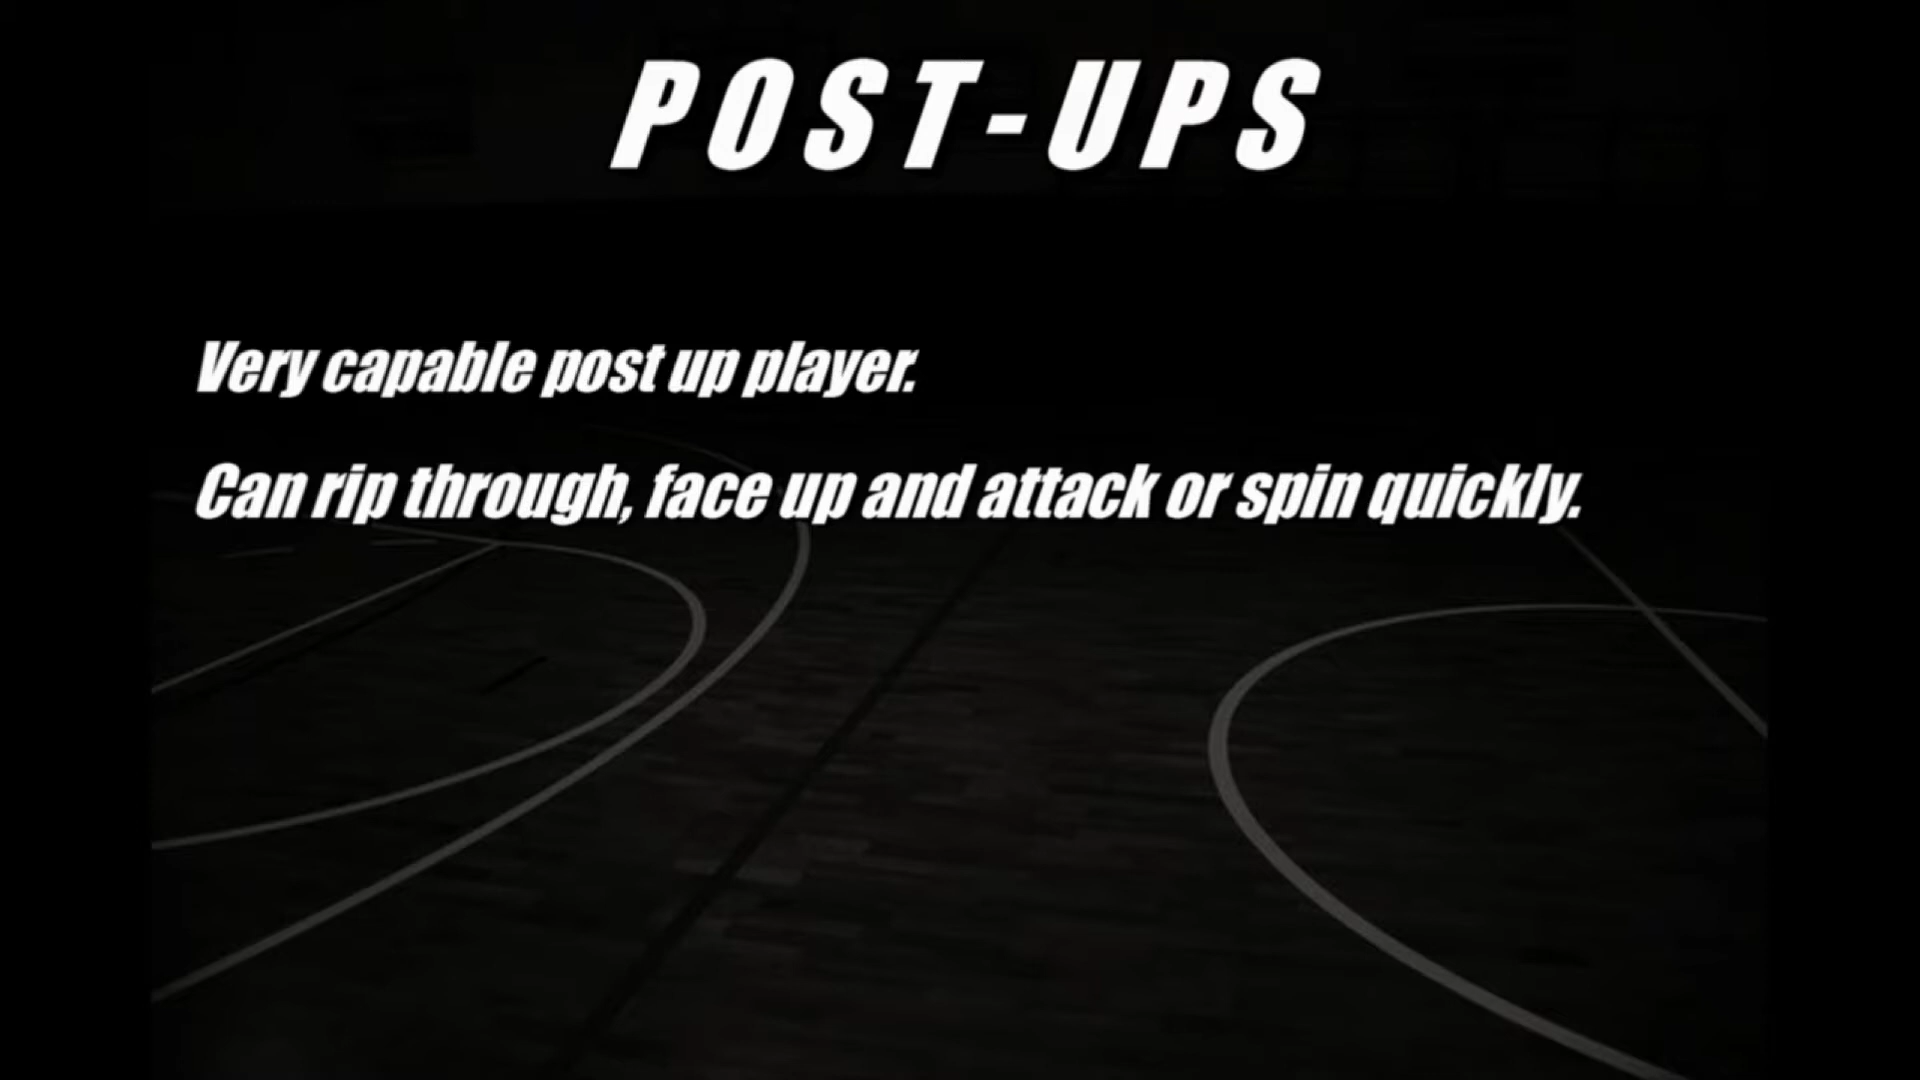 POST-UPS
Very capable post up player.
Can rip through, face up and attack or spin quickly.